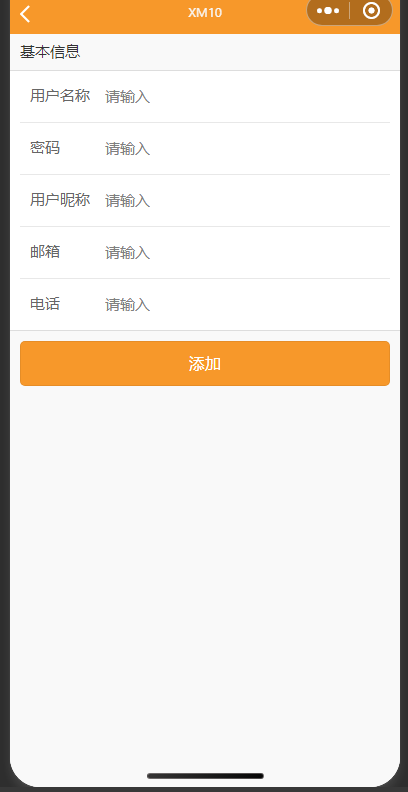 XM10
基本信息
用户名称 请输入
密码 请输入
用户昵称 请输入
邮箱 请输入
电话 请输入
添加